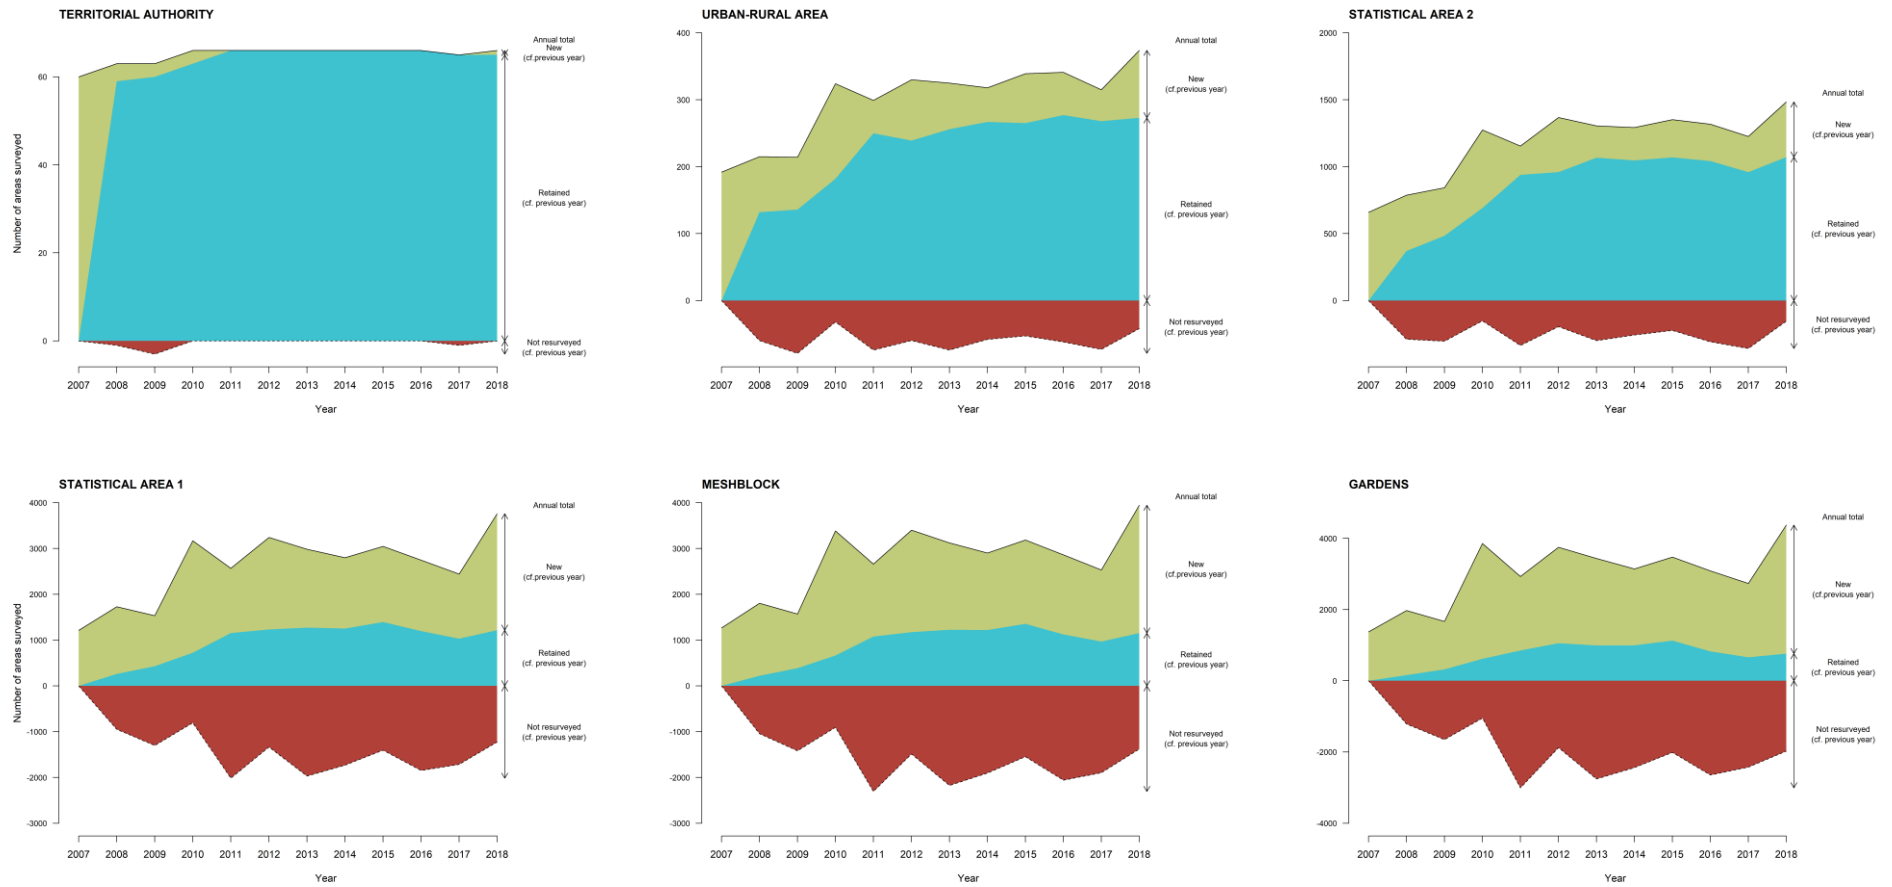 TERRITORIAL AUTHORITY
Number of areas surveyed
60
40
20
0
Annual total
New
(cf.previous year)
Retained
(cf. previous year)
Not resurveyed
(cf. previous year)
2007 2008 2009 2010 2011 2012 2013 2014 2015 2016 2017 2018
Year
URBAN-RURAL AREA
400
300
200
100
0
Annual total
New
(cf.previous year)
Retained
(cf. previous year)
Not resurveyed
(cf. previous year)
2007 2008 2009 2010 2011 2012 2013 2014 2015 2016 2017 2018
Year
STATISTICAL AREA 2
2000
1500
1000
500
0
Annual total
New
(cf.previous year)
Retained
(cf. previous year)
Not resurveyed
(cf. previous year)
2007 2008 2009 2010 2011 2012 2013 2014 2015 2016 2017 2018
Year
STATISTICAL AREA 1
Number of areas surveyed
4000
3000
2000
1000
0
-1000
-2000
-3000
Annual total
New
(cf.previous year)
Retained
(cf. previous year)
Not resurveyed
(cf. previous year)
2007 2008 2009 2010 2011 2012 2013 2014 2015 2016 2017 2018
Year
MESHBLOCK
4000
3000
2000
1000
0
-1000
-2000
-3000
Annual total
New
(cf.previous year)
Retained
(cf. previous year)
Not resurveyed
(cf. previous year)
2007 2008 2009 2010 2011 2012 2013 2014 2015 2016 2017 2018
Year
GARDENS
4000
2000
0
-2000
-4000
Annual total
New
(cf.previous year)
Retained
(cf. previous year)
Not resurveyed
(cf. previous year)
2007 2008 2009 2010 2011 2012 2013 2014 2015 2016 2017 2018
Year